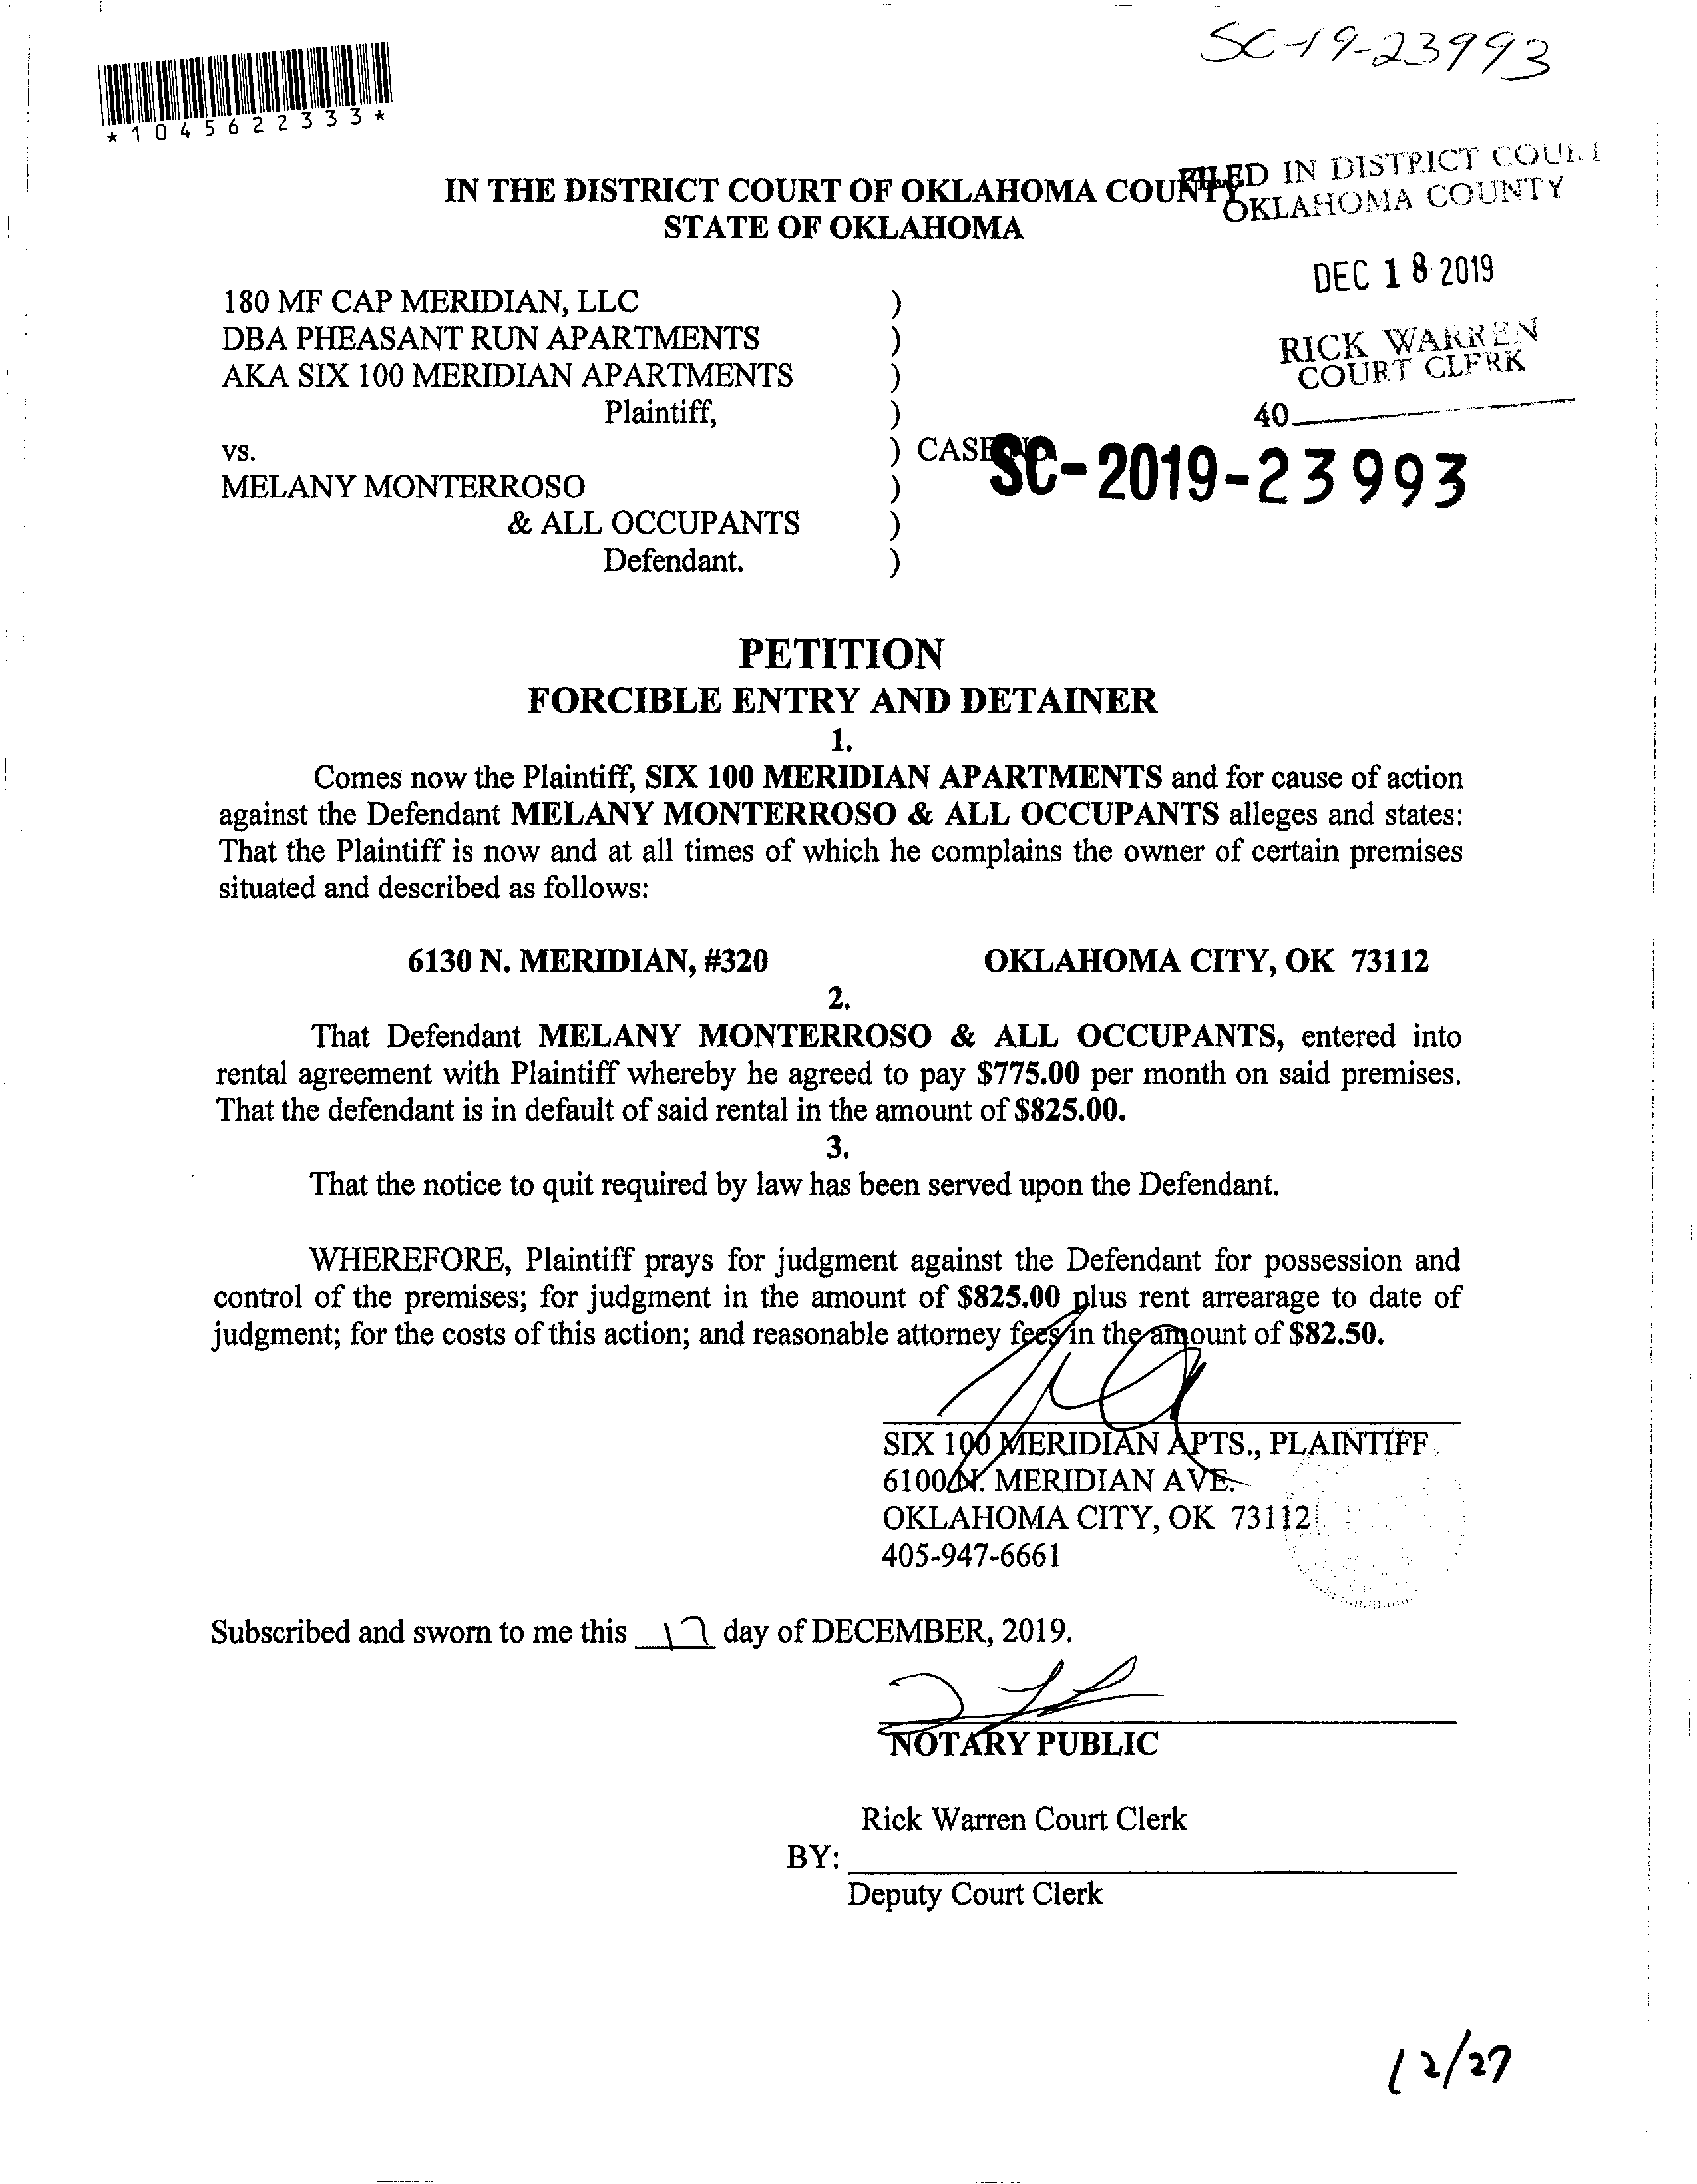 SC-19-23993
*1045622333*
FILED IN DISTRICT COURT
OKLAHOMA COUNTY
IN THE DISTRICT COURT OF OKLAHOMA COUNTY
STATE OF OKLAHOMA
DEC 18 2019
RICK WARREN
COURT CLERK
40
180 MF CAP MERIDIAN, LLC )
DBA PHEASANT RUN APARTMENTS )
AKA SIX 100 MERIDIAN APARTMENTS )
Plaintiff, )
vs. ) CASE NO. SC-2019-23993
MELANY MONTERROSO )
& ALL OCCUPANTS )
Defendant. )
PETITION
FORCIBLE ENTRY AND DETAINER
1.
Comes now the Plaintiff, SIX 100 MERIDIAN APARTMENTS and for cause of action
against the Defendant MELANY MONTERROSO & ALL OCCUPANTS alleges and states:
That the Plaintiff is now and at all times of which he complains the owner of certain premises
situated and described as follows:
6130 N. MERIDIAN, #320 OKLAHOMA CITY, OK 73112
2.
That Defendant MELANY MONTERROSO & ALL OCCUPANTS, entered into
rental agreement with Plaintiff whereby he agreed to pay $775.00 per month on said premises.
That the defendant is in default of said rental in the amount of $825.00.
3.
That the notice to quit required by law has been served upon the Defendant.
WHEREFORE, Plaintiff prays for judgment against the Defendant for possession and
control of the premises; for judgment in the amount of $825.00 plus rent arrearage to date of
judgment; for the costs of this action; and reasonable attorney fees in the amount of $82.50.
SIX 100 MERIDIAN APTS., PLAINTIFF
6100 N. MERIDIAN AVE.
OKLAHOMA CITY, OK 73112
405-947-6661
Subscribed and sworn to me this 17 day of DECEMBER, 2019.
NOTARY PUBLIC
Rick Warren Court Clerk
BY:
Deputy Court Clerk
12/27